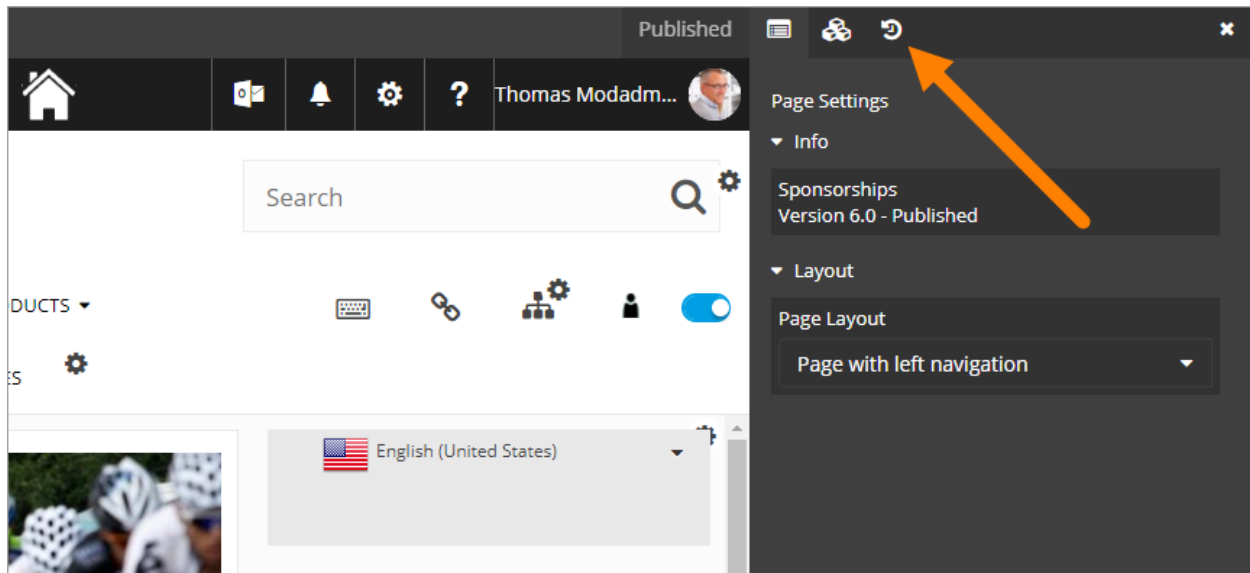 Published
Thomas Modadm...
Search
ODUCTS
ES
English (United States)
Page Settings
Info
Sponsorships
Version 6.0 - Published
Layout
Page Layout
Page with left navigation